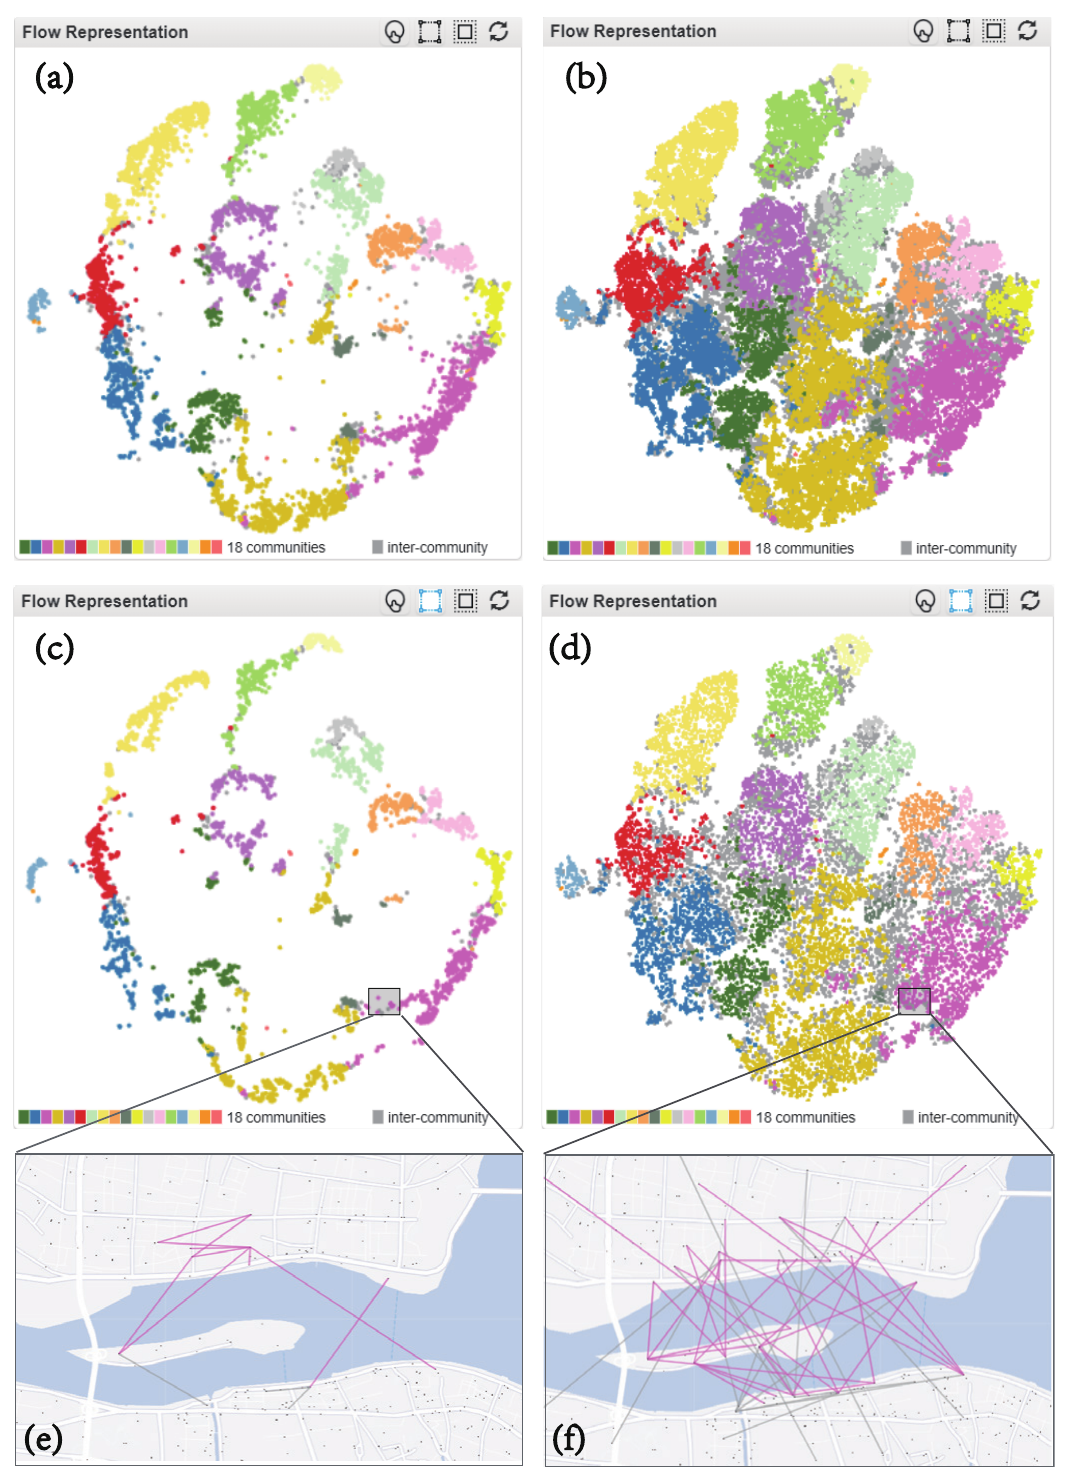 Flow Representation
(a)
18 communities
inter-community
Flow Representation
(b)
18 communities
inter-community
Flow Representation
(c)
18 communities
inter-community
Flow Representation
(d)
18 communities
inter-community
(e)
(f)